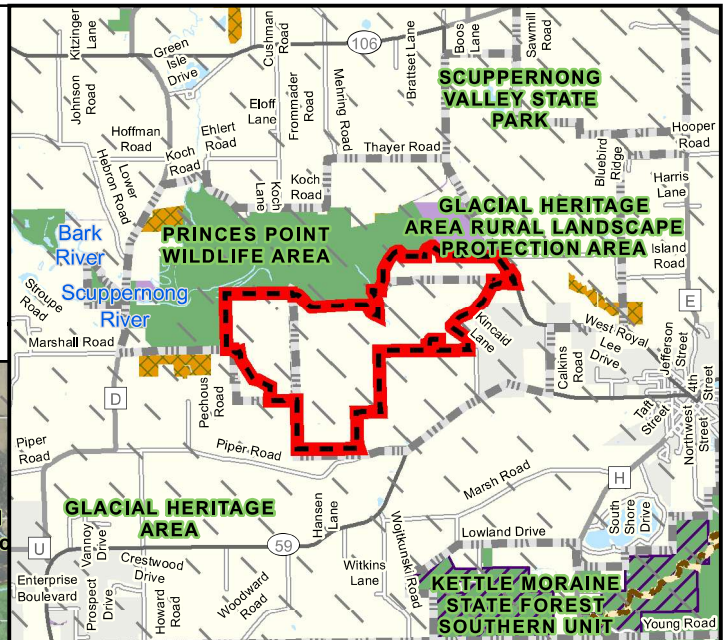 Kitzinger
Lane
Green
Isle
Drive
Cushman
Road
106
Brattset Lane
Boos
Lane
Sawmill
Road
SCUPPERNONG
VALLEY STATE
PARK
Johnson
Road
Eloff
Lane
Frommader
Road
Mehring Road
Hoffman
Road
Ehlert
Road
Thayer Road
Hooper
Road
Lower
Hebron Road
Koch
Road
Koch
Lane
Koch
Road
Bluebird
Ridge
Harris
Lane
GLACIAL HERITAGE
AREA RURAL LANDSCAPE
PROTECTION AREA
PRINCES POINT
WILDLIFE AREA
Bark
River
Island
Road
Scuppernong
River
Stroupe
Road
E
Kincaid
Lane
West Royal
Lee
Drive
Marshall Road
Calkins
Road
Jefferson
Street
4th
Street
Taft
Street
Northwest
D
Pechous
Road
Piper
Road
Piper Road
Marsh Road
H
GLACIAL HERITAGE
AREA
Hansen
Lane
South
Shore
Drive
U
Vannoy
Drive
59
Wojtkunski Road
Lowland Drive
Crestwood
Drive
Enterprise
Boulevard
Prospect
Drive
Howard
Road
Woodward
Road
Witkins
Lane
KETTLE MORAINE
STATE FOREST
SOUTHERN UNIT
Young Road